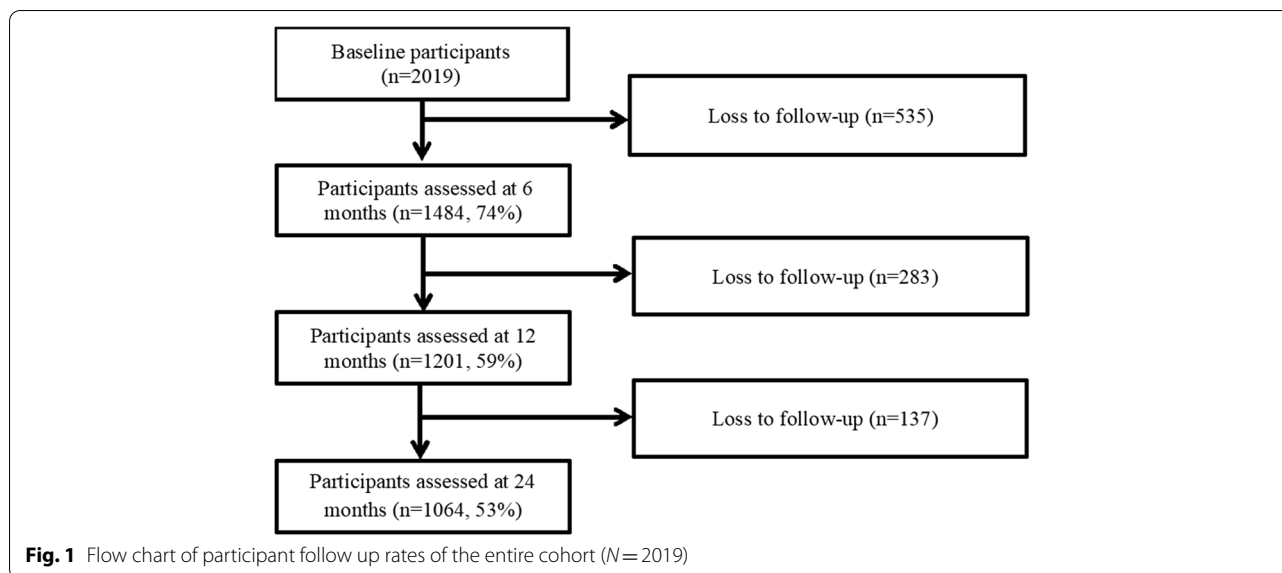 Baseline participants
(n=2019)
Loss to follow-up (n=535)
Participants assessed at 6
months (n=1484, 74%)
Loss to follow-up (n=283)
Participants assessed at 12
months (n=1201, 59%)
Loss to follow-up (n=137)
Participants assessed at 24
months (n=1064, 53%)
Fig. 1 Flow chart of participant follow up rates of the entire cohort (N = 2019)